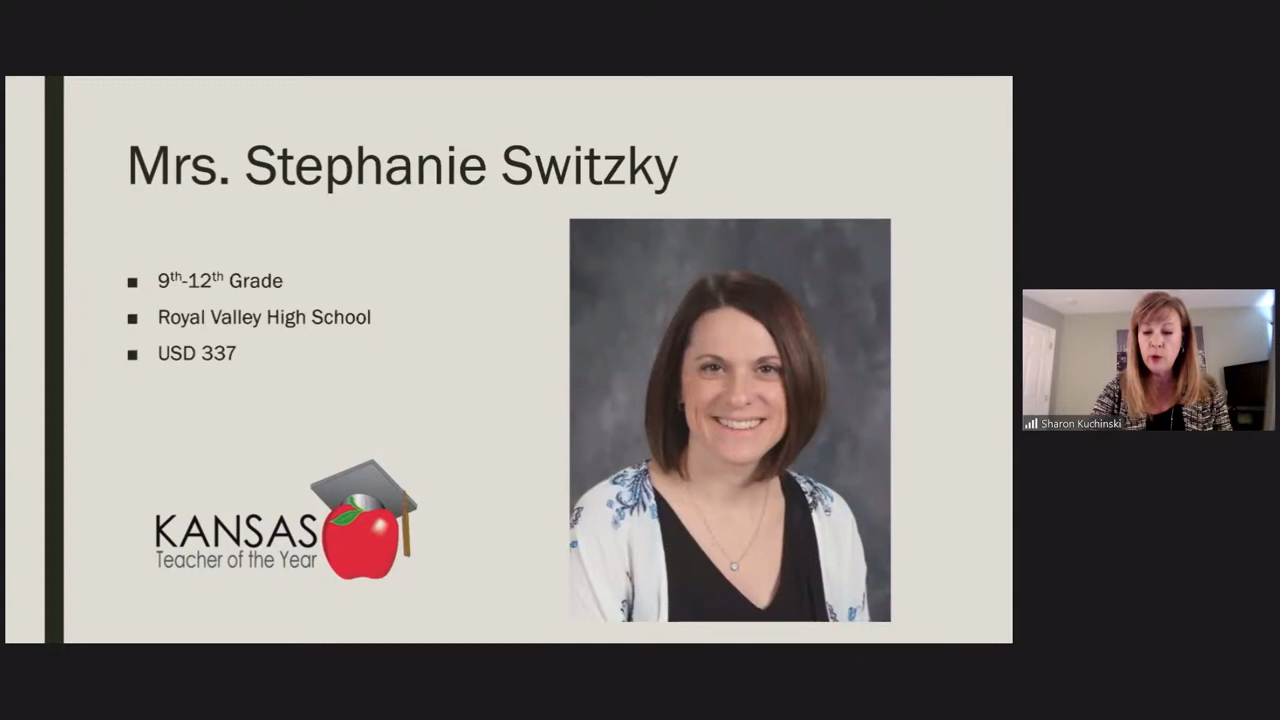 Mrs. Stephanie Switzky
■ 9th-12th Grade
■ Royal Valley High School
■ USD 337
KANSAS
Teacher of the Year
Sharon Kuchinski